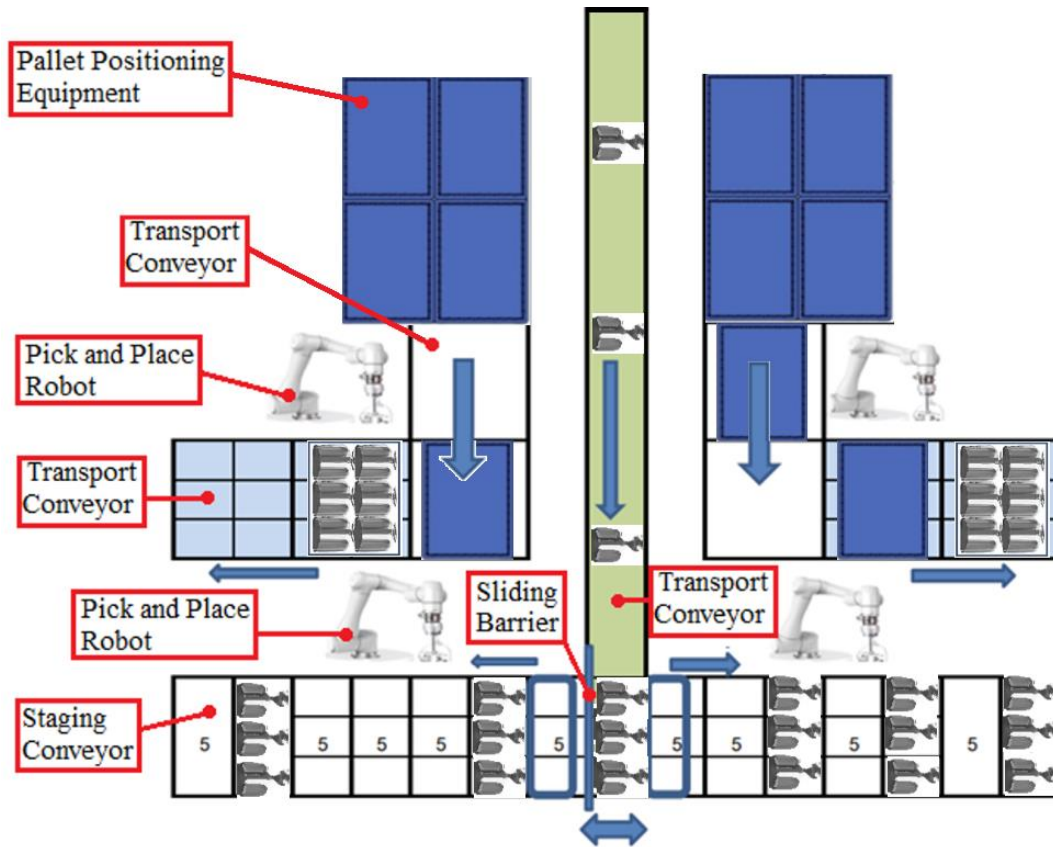 Pallet Positioning
Equipment
Transport
Conveyor
Pick and Place
Robot
Transport
Conveyor
Pick and Place
Robot
Sliding
Barrier
Transport
Conveyor
Staging
Conveyor
5
5
5
5
5
5
5
5
5